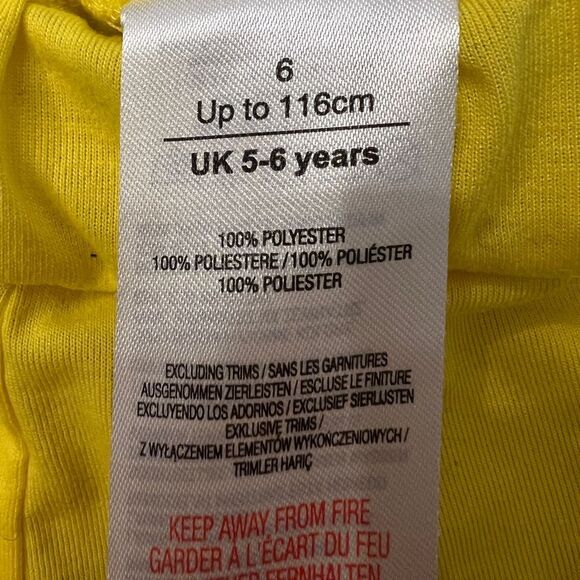 6
Up to 116cm
UK 5-6 years
100% POLYESTER
100% POLIESTERE / 100% POLIÉSTER
100% POLIESTER
EXCLUDING TRIMS / SANS LES GARNITURES
AUSGENOMMEN ZIERLEISTEN / ESCLUSE LE FINITURE
EXCLUYENDO LOS ADORNOS / EXCLUSIEF SIERLIJSTEN
EXKLUSIVE TRIMS /
Z WYŁĄCZENIEM ELEMENTÓW WYKOŃCZENIOWYCH /
TRIMLER HARİÇ
KEEP AWAY FROM FIRE
GARDER À L'ÉCART DU FEU
FERNHALTEN